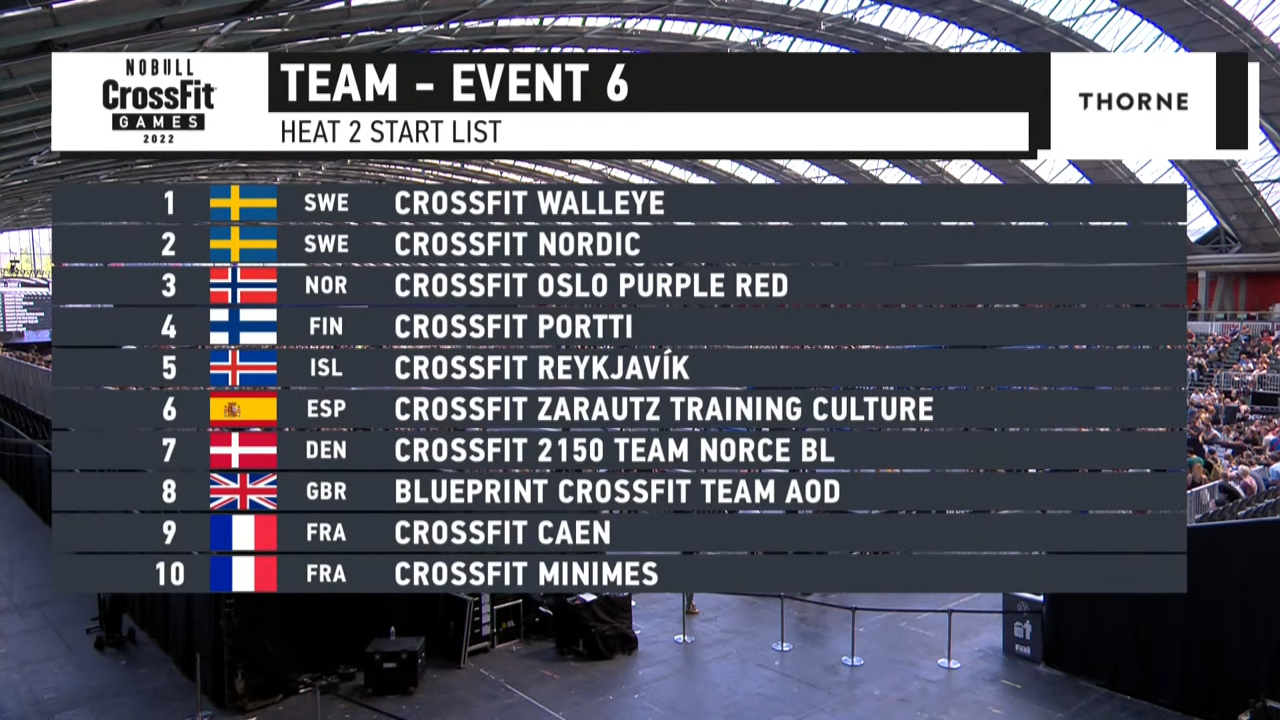 NOBULL
CrossFit
GAMES
2022
TEAM – EVENT 6
HEAT 2 START LIST
THORNE
1 SWE CROSSFIT WALLEYE
2 SWE CROSSFIT NORDIC
3 NOR CROSSFIT OSLO PURPLE RED
4 FIN CROSSFIT PORTTI
5 ISL CROSSFIT REYKJAVÍK
6 ESP CROSSFIT ZARAUTZ TRAINING CULTURE
7 DEN CROSSFIT 2150 TEAM NORCE BL
8 GBR BLUEPRINT CROSSFIT TEAM AOD
9 FRA CROSSFIT CAEN
10 FRA CROSSFIT MINIMES